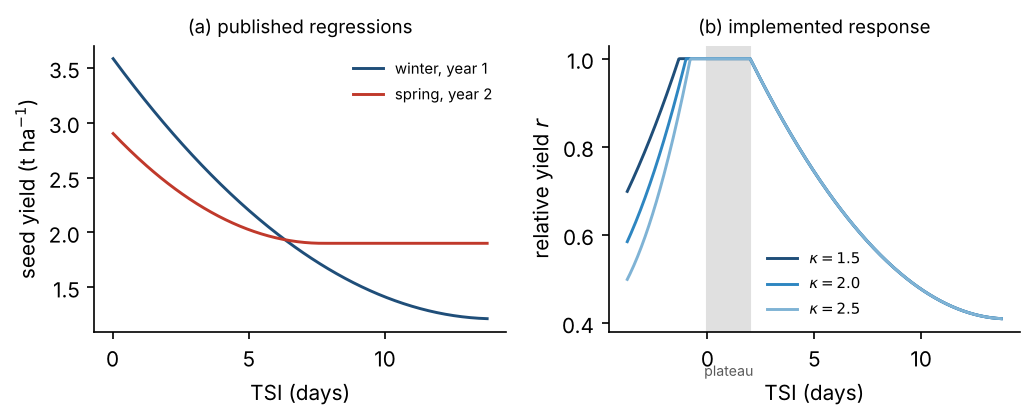 (a) published regressions
seed yield (t ha⁻¹)
3.5
3.0
2.5
2.0
1.5
winter, year 1
spring, year 2
0
5
10
TSI (days)
(b) implemented response
relative yield r
1.0
0.8
0.6
0.4
κ = 1.5
κ = 2.0
κ = 2.5
0
5
10
plateau
TSI (days)